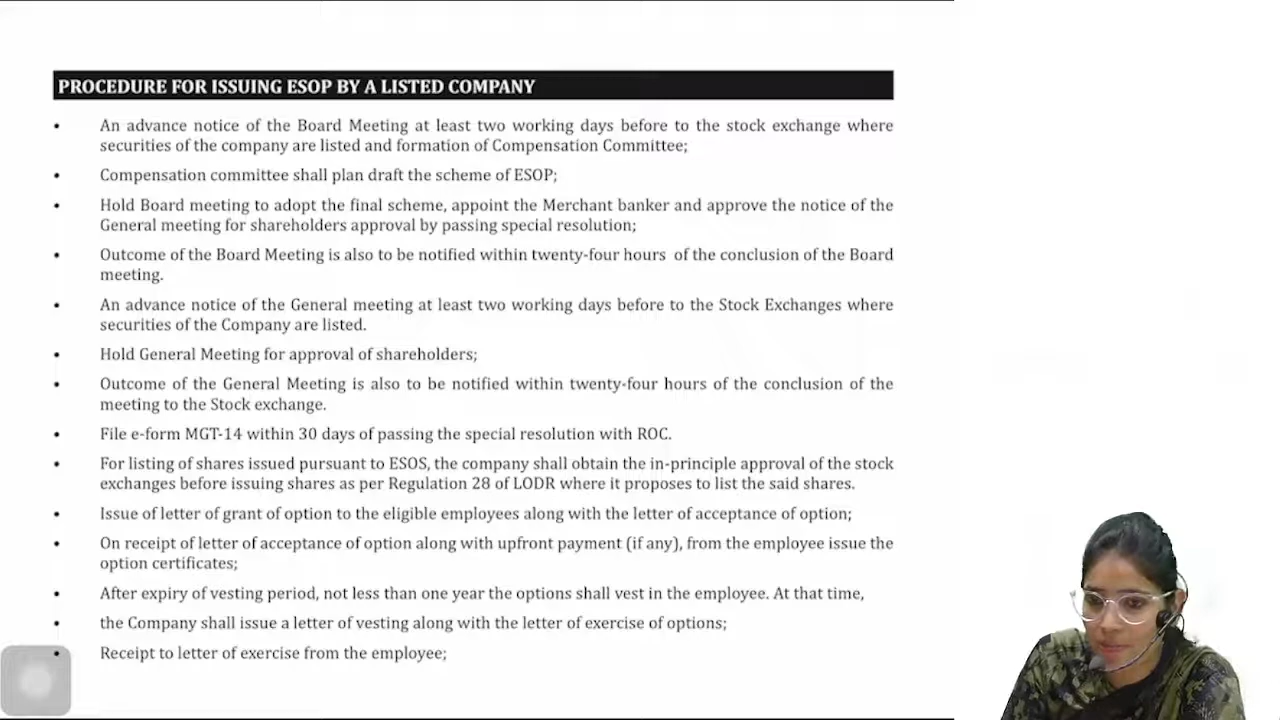 PROCEDURE FOR ISSUING ESOP BY A LISTED COMPANY
• An advance notice of the Board Meeting at least two working days before to the stock exchange where
securities of the company are listed and formation of Compensation Committee;
• Compensation committee shall plan draft the scheme of ESOP;
• Hold Board meeting to adopt the final scheme, appoint the Merchant banker and approve the notice of the
General meeting for shareholders approval by passing special resolution;
• Outcome of the Board Meeting is also to be notified within twenty-four hours of the conclusion of the Board
meeting.
• An advance notice of the General meeting at least two working days before to the Stock Exchanges where
securities of the Company are listed.
• Hold General Meeting for approval of shareholders;
• Outcome of the General Meeting is also to be notified within twenty-four hours of the conclusion of the
meeting to the Stock exchange.
• File e-form MGT-14 within 30 days of passing the special resolution with ROC.
• For listing of shares issued pursuant to ESOS, the company shall obtain the in-principle approval of the stock
exchanges before issuing shares as per Regulation 28 of LODR where it proposes to list the said shares.
• Issue of letter of grant of option to the eligible employees along with the letter of acceptance of option;
• On receipt of letter of acceptance of option along with upfront payment (if any), from the employee issue the
option certificates;
• After expiry of vesting period, not less than one year the options shall vest in the employee. At that time,
• the Company shall issue a letter of vesting along with the letter of exercise of options;
• Receipt to letter of exercise from the employee;